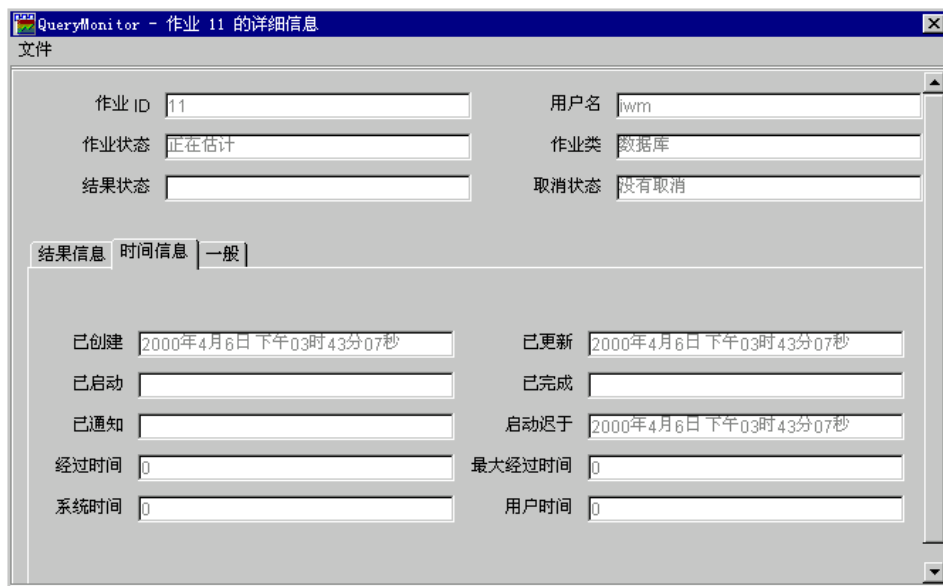 QueryMonitor - 作业 11 的详细信息
文件
作业 ID 11 用户名 iwm
作业状态 正在估计 作业类 数据库
结果状态 取消状态 没有取消
结果信息 时间信息 一般
已创建 2000年4月6日 下午03时43分07秒 已更新 2000年4月6日 下午03时43分07秒
已启动 已完成
已通知 启动迟于 2000年4月6日 下午03时43分07秒
经过时间 0 最大经过时间 0
系统时间 0 用户时间 0